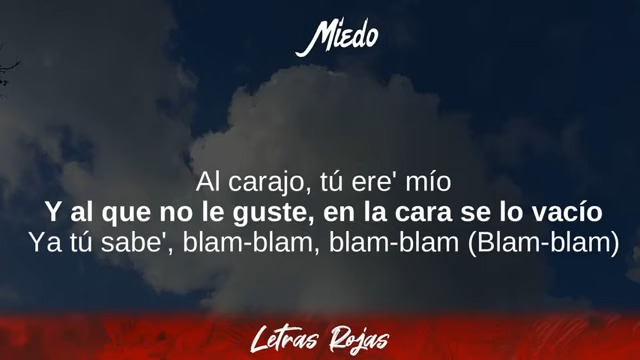 Miedo
Al carajo, tú ere' mío
Y al que no le guste, en la cara se lo vacío
Ya tú sabe', blam-blam, blam-blam (Blam-blam)
Letras Rojas